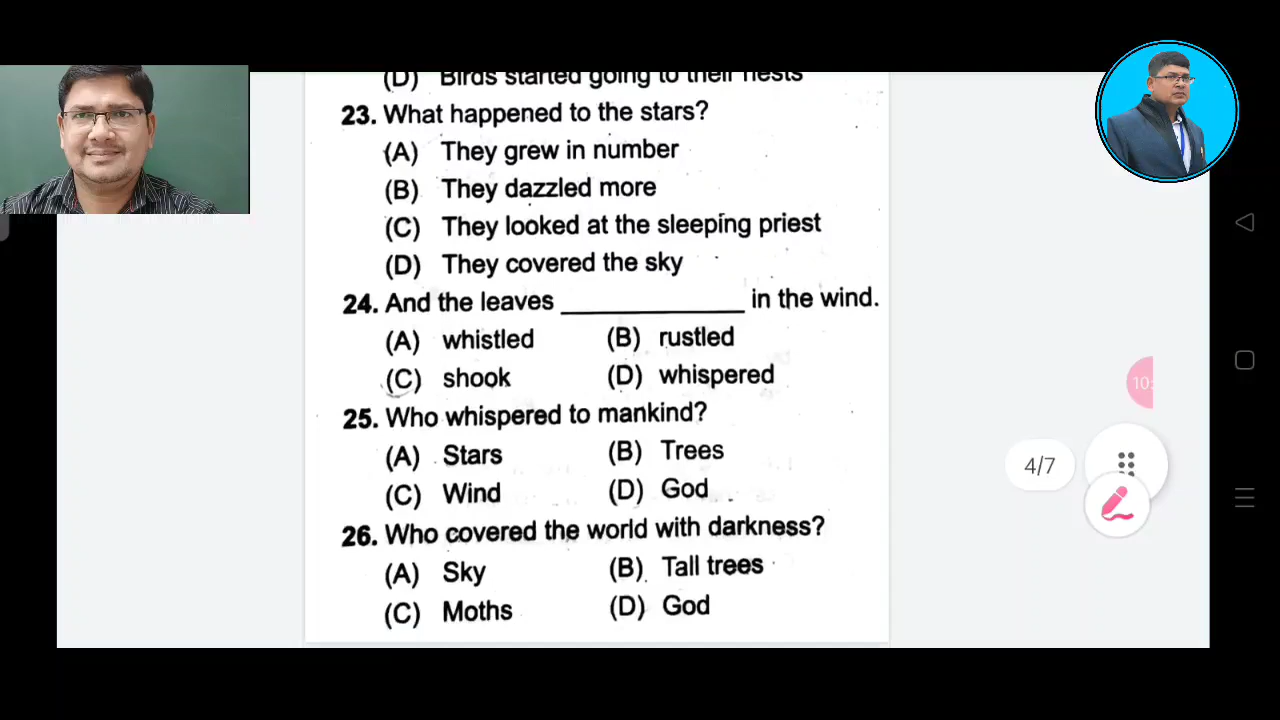 (D) Birds started going to their nests
23. What happened to the stars?
(A) They grew in number
(B) They dazzled more
(C) They looked at the sleeping priest
(D) They covered the sky
24. And the leaves ____________ in the wind.
(A) whistled (B) rustled
(C) shook (D) whispered
25. Who whispered to mankind?
(A) Stars (B) Trees
(C) Wind (D) God
26. Who covered the world with darkness?
(A) Sky (B) Tall trees
(C) Moths (D) God
10:
4/7